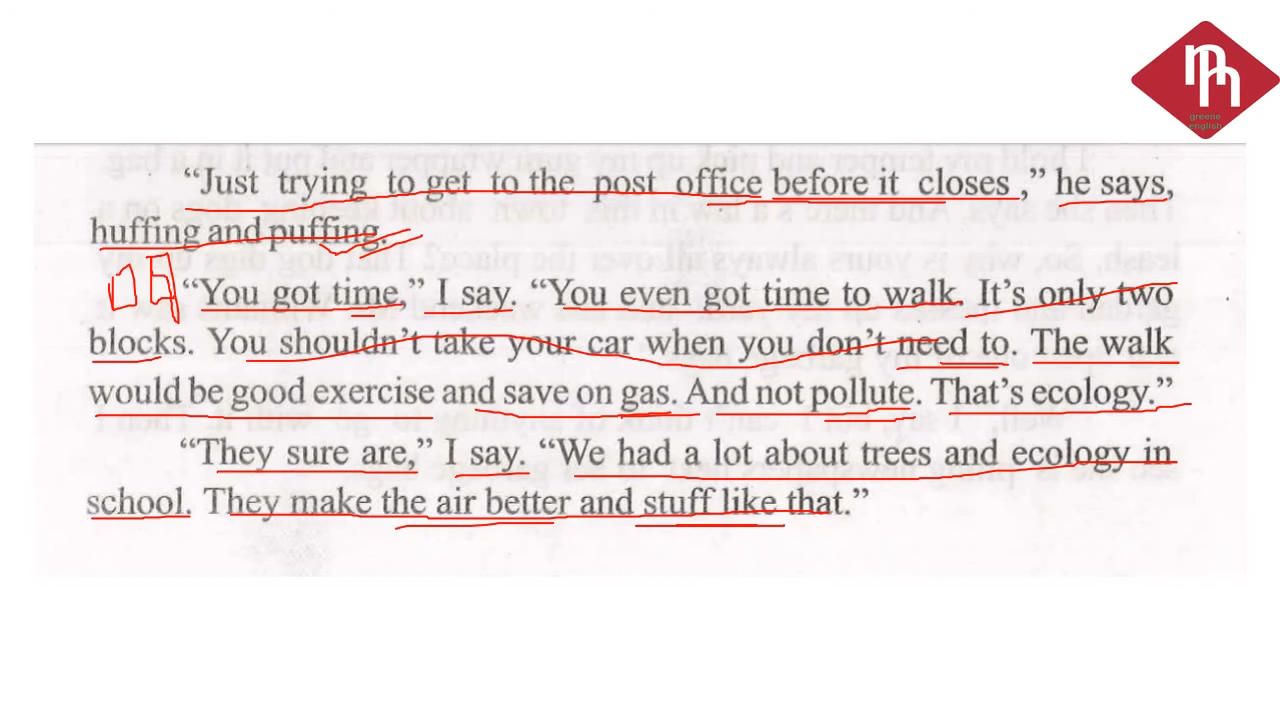 greene
english
“Just trying to get to the post office before it closes ,” he says,
huffing and puffing.
“You got time,” I say. “You even got time to walk. It’s only two
blocks. You shouldn’t take your car when you don’t need to. The walk
would be good exercise and save on gas. And not pollute. That’s ecology.”
“They sure are,” I say. “We had a lot about trees and ecology in
school. They make the air better and stuff like that.”